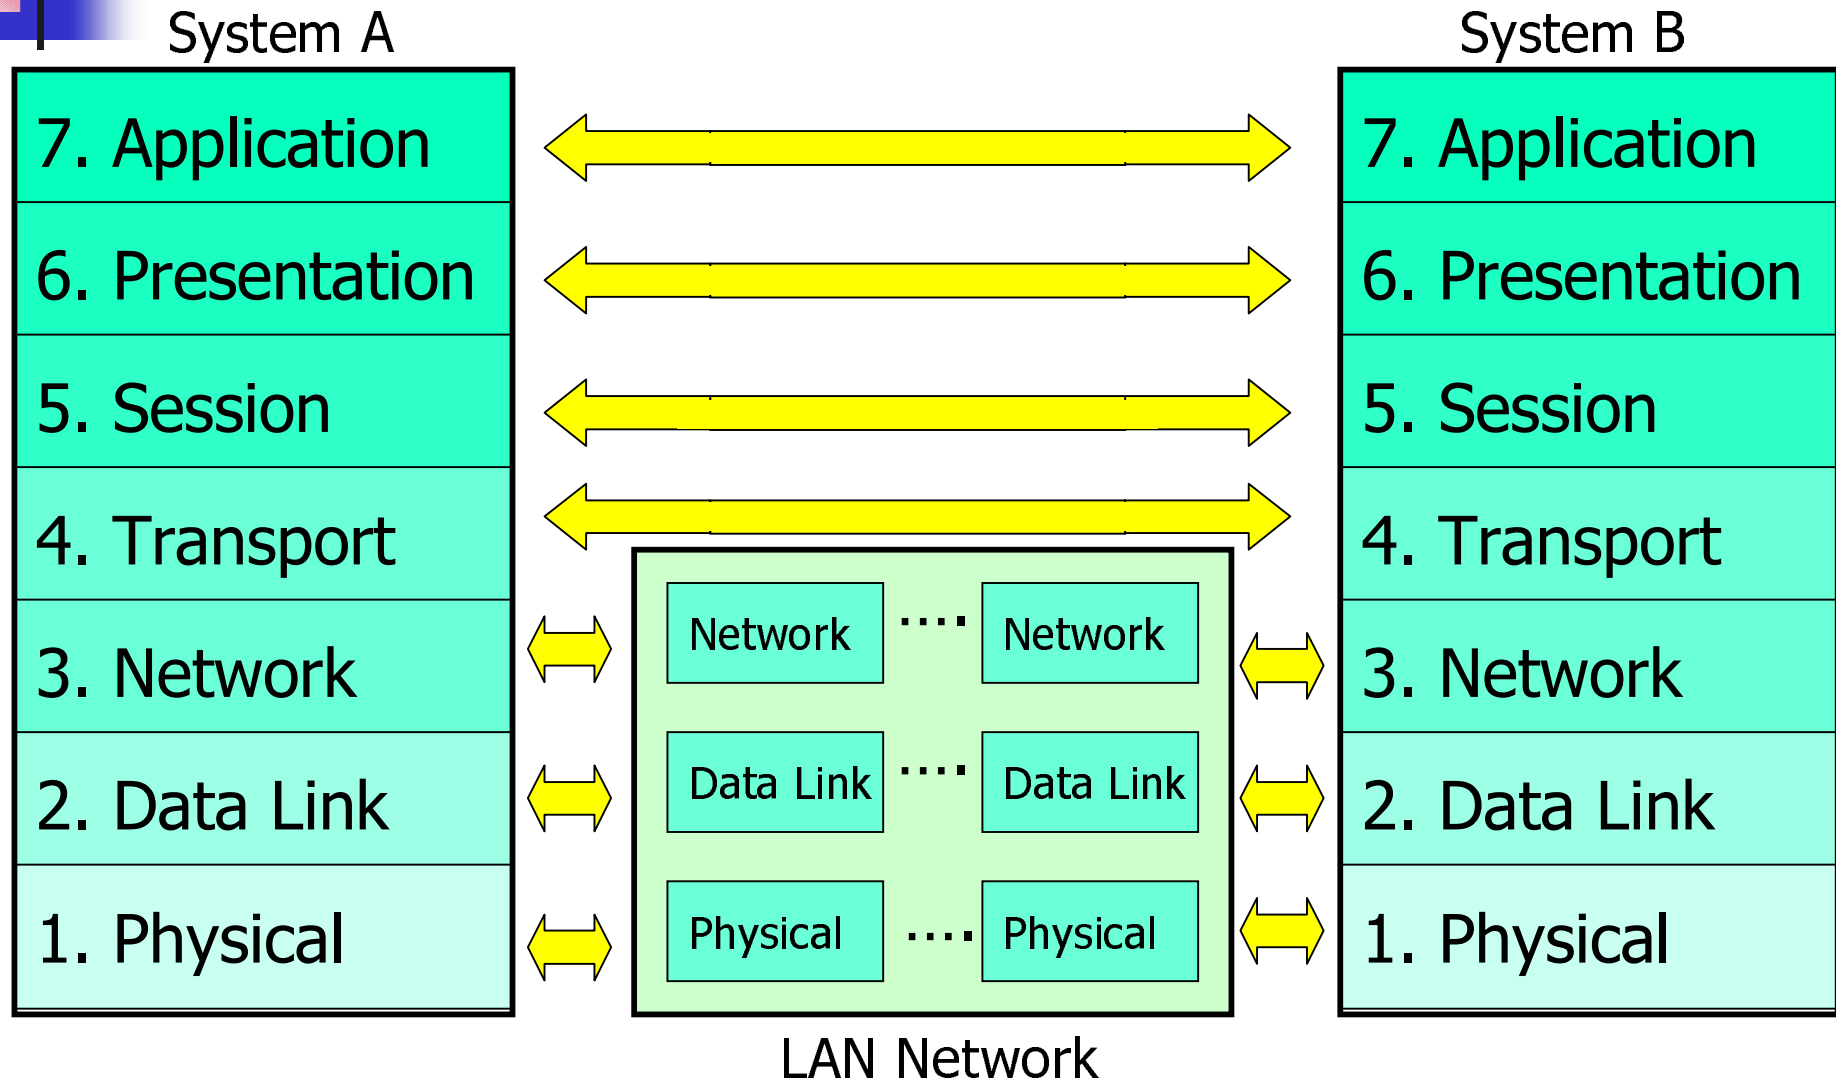 System A
System B
7. Application
6. Presentation
5. Session
4. Transport
3. Network
2. Data Link
1. Physical
Network .... Network
Data Link .... Data Link
Physical .... Physical
LAN Network
7. Application
6. Presentation
5. Session
4. Transport
3. Network
2. Data Link
1. Physical